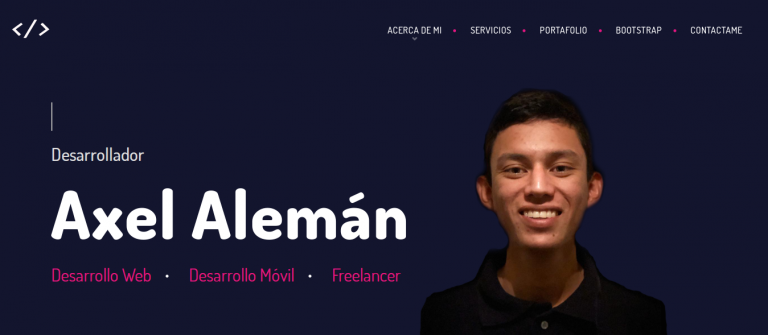 </>
ACERCA DE MI • SERVICIOS • PORTAFOLIO • BOOTSTRAP • CONTACTAME
Desarrollador
Axel Alemán
Desarrollo Web • Desarrollo Móvil • Freelancer